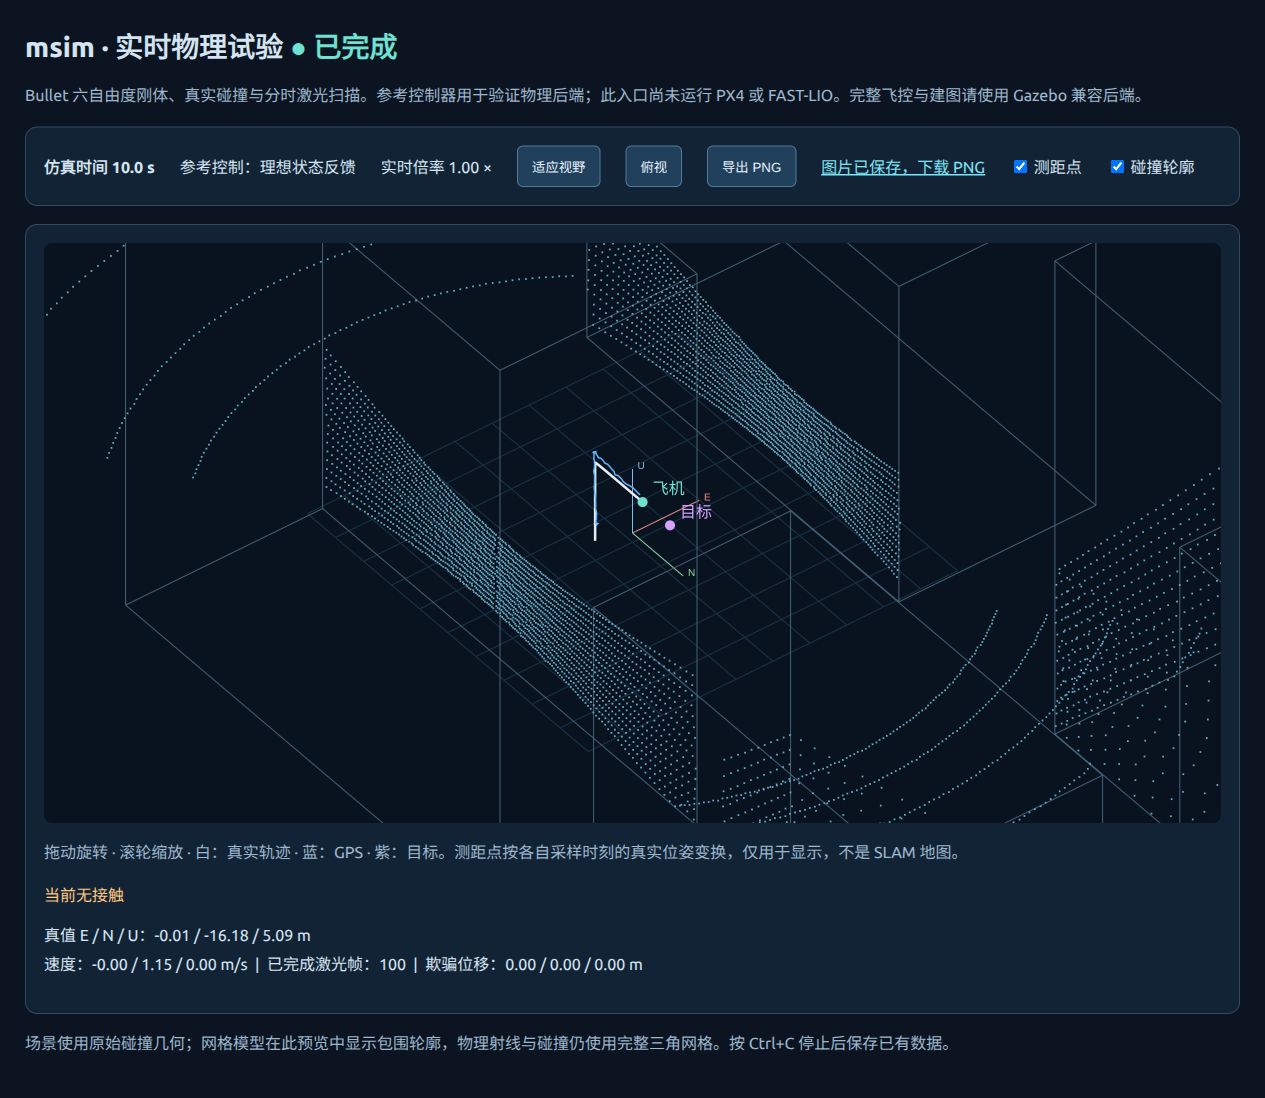 msim · 实时物理试验 ● 已完成
Bullet 六自由度刚体、真实碰撞与分时激光扫描。参考控制器用于验证物理后端；此入口尚未运行 PX4 或 FAST-LIO。完整飞控与建图请使用 Gazebo 兼容后端。
仿真时间 10.0 s 参考控制：理想状态反馈 实时倍率 1.00 × 适应视野 俯视 导出 PNG 图片已保存，下载 PNG 测距点 碰撞轮廓
U
飞机
E
目标
N
拖动旋转 · 滚轮缩放 · 白：真实轨迹 · 蓝：GPS · 紫：目标。测距点按各自采样时刻的真实位姿变换，仅用于显示，不是 SLAM 地图。
当前无接触
真值 E / N / U：-0.01 / -16.18 / 5.09 m
速度：-0.00 / 1.15 / 0.00 m/s | 已完成激光帧：100 | 欺骗位移：0.00 / 0.00 / 0.00 m
场景使用原始碰撞几何；网格模型在此预览中显示包围轮廓，物理射线与碰撞仍使用完整三角网格。按 Ctrl+C 停止后保存已有数据。